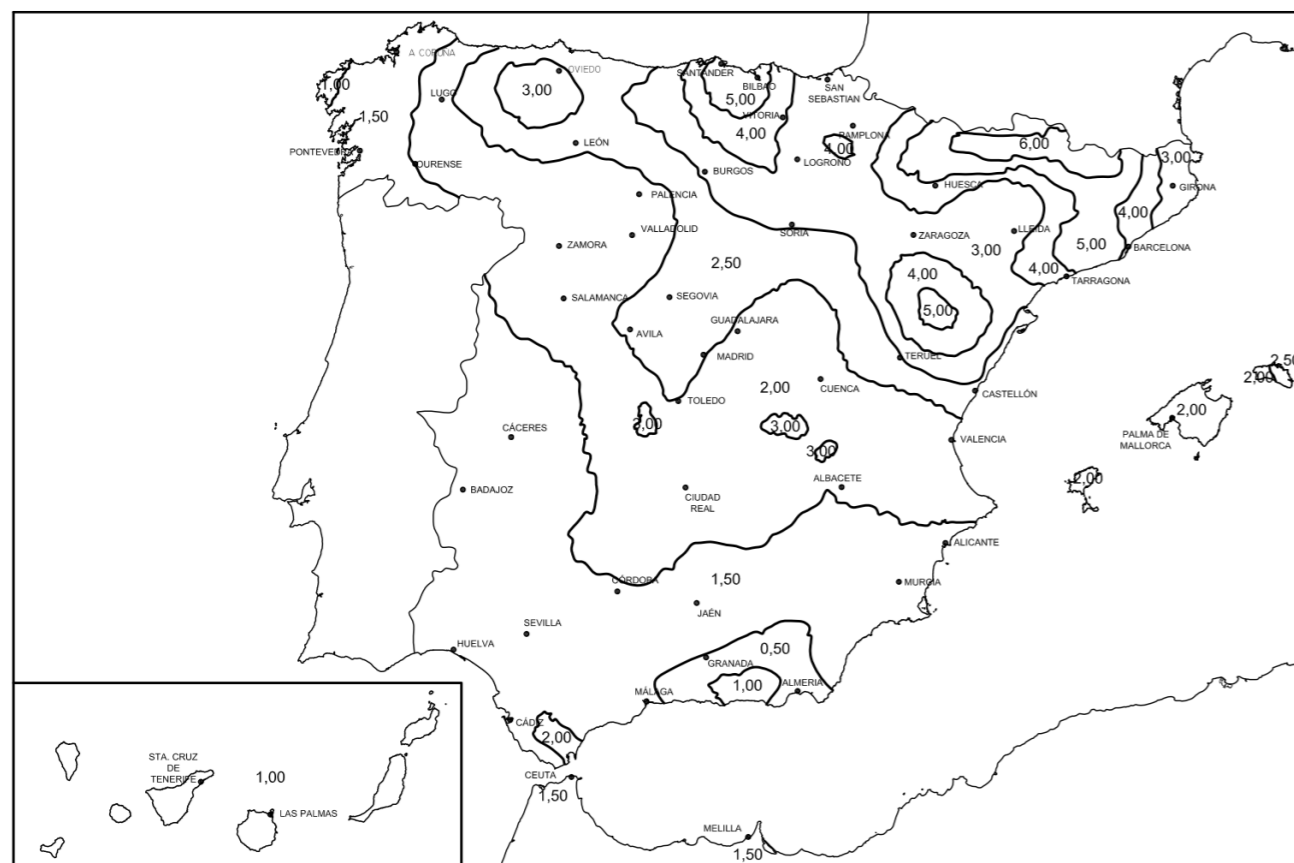 A CORUÑA
OVIEDO
SANTANDER
BILBAO
SAN
SEBASTIAN
1,00
3,00
5,00
LUGO
1,50
VITORIA
PAMPLONA
4,00
4,00
6,00
3,00
PONTEVEDRA
OURENSE
LEÓN
LOGROÑO
BURGOS
HUESCA
GIRONA
PALENCIA
4,00
VALLADOLID
SORIA
ZARAGOZA
LLEIDA
ZAMORA
3,00
5,00
BARCELONA
2,50
4,00
4,00
TARRAGONA
SALAMANCA
SEGOVIA
5,00
GUADALAJARA
AVILA
MADRID
TERUEL
2,50
2,00
2,00
CUENCA
CASTELLÓN
TOLEDO
2,00
3,00
3,00
CÁCERES
VALENCIA
PALMA DE
MALLORCA
3,00
2,00
ALBACETE
BADAJOZ
CIUDAD
REAL
ALICANTE
1,50
CÓRDOBA
MURGIA
JAÉN
SEVILLA
HUELVA
0,50
GRANADA
1,00
ALMERIA
MÁLAGA
CÁDIZ
2,00
CEUTA
1,50
MELILLA
1,50
STA. CRUZ
DE
TENERIFE
1,00
LAS PALMAS